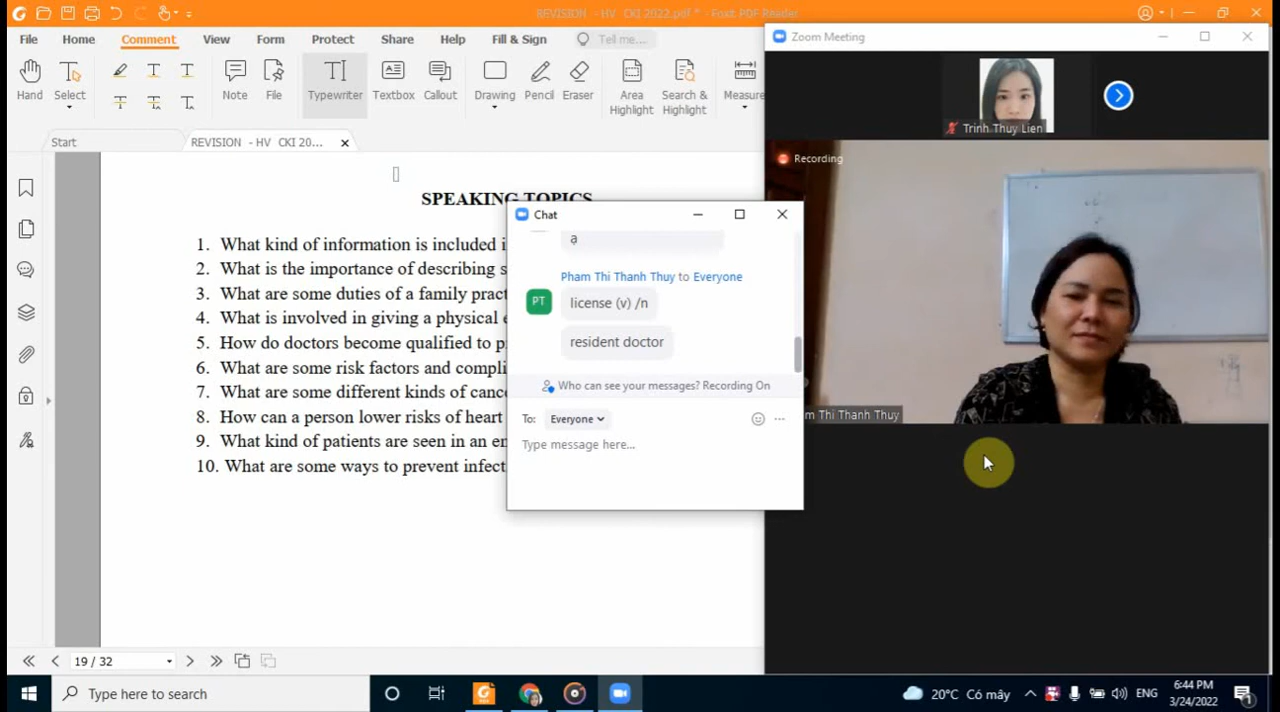 REVISION - HV CKI 2022.pdf * - Foxit PDF Reader
File Home Comment View Form Protect Share Help Fill & Sign Tell me...
Hand Select Note File Typewriter Textbox Callout Drawing Pencil Eraser Area Highlight Search & Highlight Measure
Start
REVISION - HV CKI 20...
SPEAKING TOPICS
1. What kind of information is included i
2. What is the importance of describing s
3. What are some duties of a family pract
4. What is involved in giving a physical e
5. How do doctors become qualified to p
6. What are some risk factors and compli
7. What are some different kinds of canc
8. How can a person lower risks of heart
9. What kind of patients are seen in an e
10. What are some ways to prevent infect
Chat
ạ
Pham Thi Thanh Thuy to Everyone
PT
license (v) /n
resident doctor
Who can see your messages? Recording On
To: Everyone
Type message here...
Zoom Meeting
Trinh Thuy Lien
Recording
m Thi Thanh Thuy
19 / 32
Type here to search
20°C Có mây
ENG
6:44 PM
3/24/2022
1